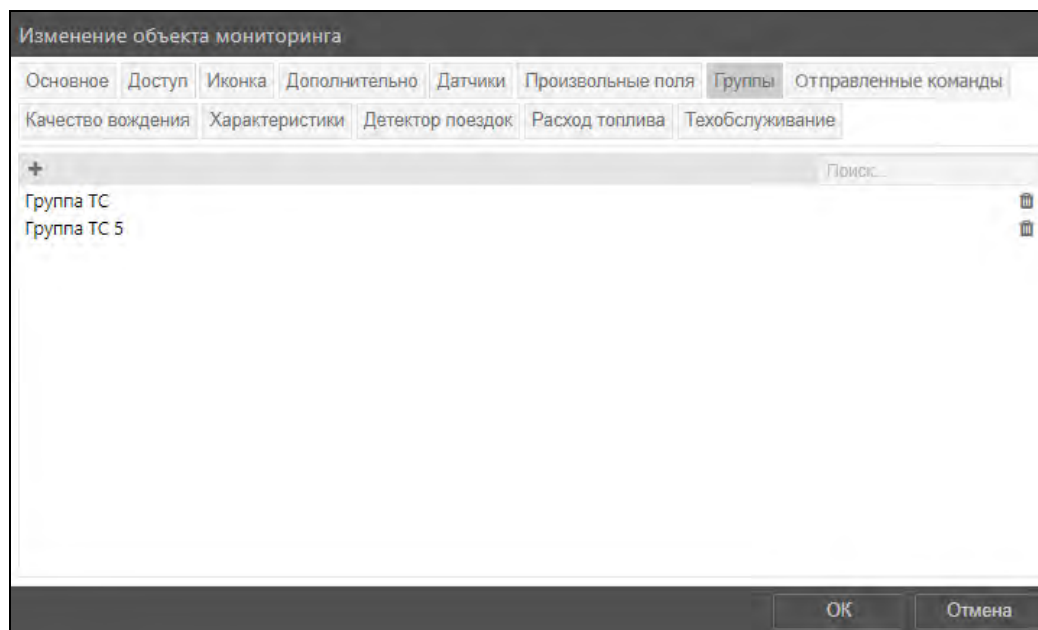 Изменение объекта мониторинга
Основное Доступ Иконка Дополнительно Датчики Произвольные поля Группы Отправленные команды
Качество вождения Характеристики Детектор поездок Расход топлива Техобслуживание
+ Поиск...
Группа ТС
Группа ТС 5
ОК Отмена